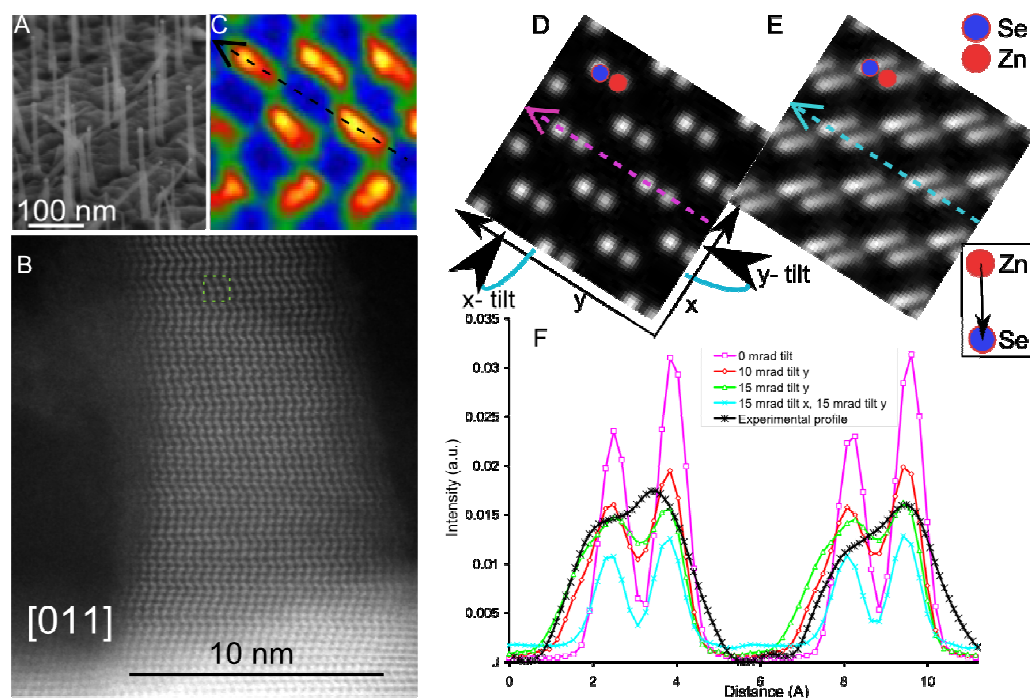 A
C
100 nm
B
[011]
10 nm
D
E
Se
Zn
x- tilt
y
x
y- tilt
Zn
Se
F
0 mrad tilt
10 mrad tilt y
15 mrad tilt y
15 mrad tilt x, 15 mrad tilt y
Experimental profile
Intensity (a.u.)
0.035
0.03
0.025
0.02
0.015
0.01
0.005
0 2 4 6 8 10
Distance (A)